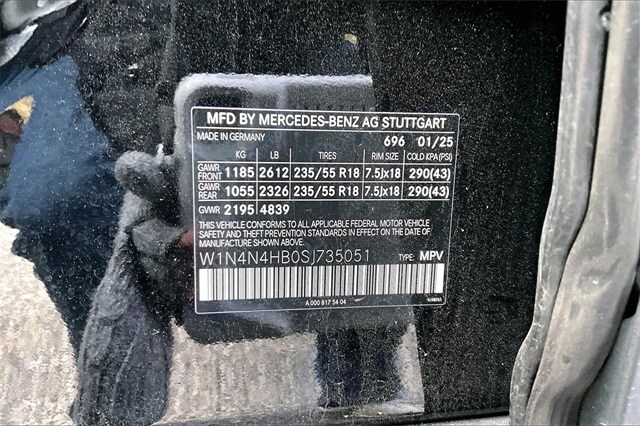 MFD BY MERCEDES-BENZ AG STUTTGART
MADE IN GERMANY 696 01/25
KG LB TIRES RIM SIZE COLD KPA (PSI)
GAWR FRONT 1185 2612 235/55 R18 7.5Jx18 290(43)
GAWR REAR 1055 2326 235/55 R18 7.5Jx18 290(43)
GVWR 2195 4839
THIS VEHICLE CONFORMS TO ALL APPLICABLE FEDERAL MOTOR VEHICLE
SAFETY AND THEFT PREVENTION STANDARDS IN EFFECT ON THE DATE OF
MANUFACTURE SHOWN ABOVE.
W1N4N4HB0SJ735051 TYPE: MPV
A 000 817 54 04